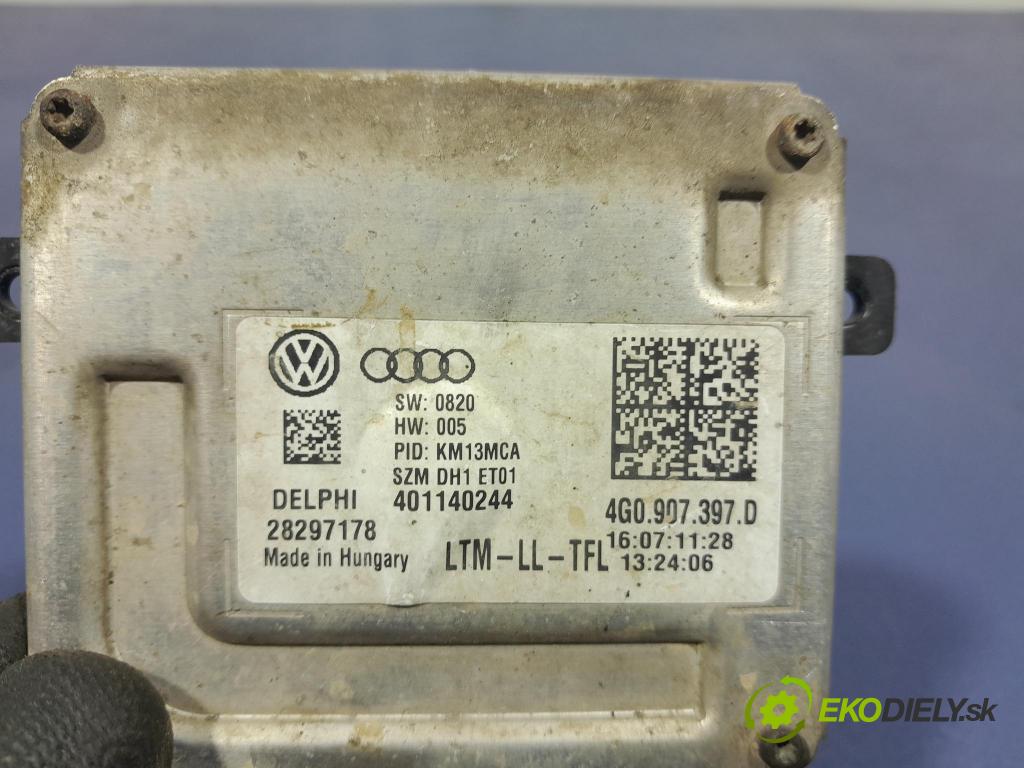 VW
SW: 0820
HW: 005
PID: KM13MCA
SZM DH1 ET01
DELPHI 401140244
28297178
Made in Hungary
LTM-LL-TFL
4G0.907.397.D
16:07:11:28
13:24:06
EKODIELY.sk